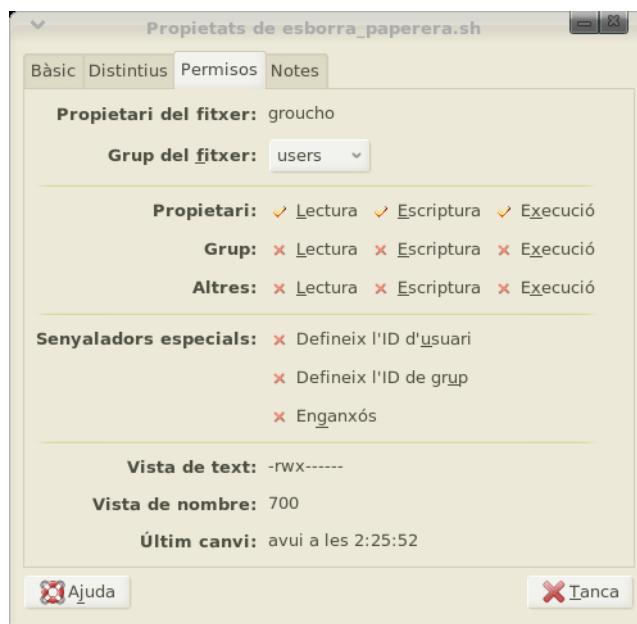 Propietats de esborra_paperera.sh
Bàsic Distintius Permisos Notes
Propietari del fitxer: groucho
Grup del fitxer: users
Propietari: Lectura Escriptura Execució
Grup: Lectura Escriptura Execució
Altres: Lectura Escriptura Execució
Senyaladors especials: Defineix l'ID d'usuari
Defineix l'ID de grup
Enganxós
Vista de text: -rwx------
Vista de nombre: 700
Últim canvi: avui a les 2:25:52
Ajuda Tanca